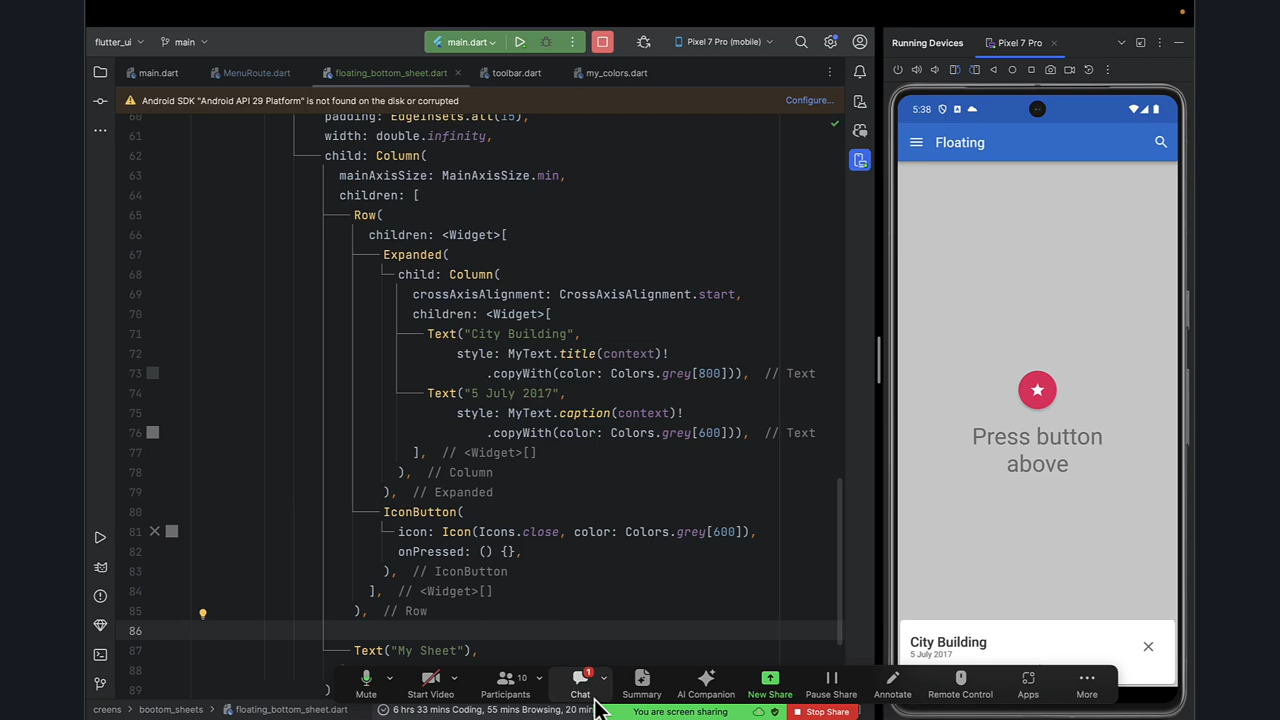 flutter_ui
main
main.dart
Pixel 7 Pro (mobile)
Running Devices
Pixel 7 Pro
main.dart
MenuRoute.dart
floating_bottom_sheet.dart
toolbar.dart
my_colors.dart
Android SDK "Android API 29 Platform" is not found on the disk or corrupted
Configure...
60 padding: EdgeInsets.all(15),
61 width: double.infinity,
62 child: Column(
63 mainAxisSize: MainAxisSize.min,
64 children: [
65 Row(
66 children: <Widget>[
67 Expanded(
68 child: Column(
69 crossAxisAlignment: CrossAxisAlignment.start,
70 children: <Widget>[
71 Text("City Building",
72 style: MyText.title(context)!
73 .copyWith(color: Colors.grey[800])), // Text
74 Text("5 July 2017",
75 style: MyText.caption(context)!
76 .copyWith(color: Colors.grey[600])), // Text
77 ], // <Widget>[]
78 ), // Column
79 ), // Expanded
80 IconButton(
81 icon: Icon(Icons.close, color: Colors.grey[600]),
82 onPressed: () {},
83 ), // IconButton
84 ], // <Widget>[]
85 ), // Row
86
87 Text("My Sheet"),
88
89 )
5:38
Floating
Press button
above
City Building
5 July 2017
Mute
Start Video
10
Participants
1
Chat
Summary
AI Companion
New Share
Pause Share
Annotate
Remote Control
Apps
More
creens
bootom_sheets
floating_bottom_sheet.dart
6 hrs 33 mins Coding, 55 mins Browsing, 20 min
You are screen sharing
Stop Share